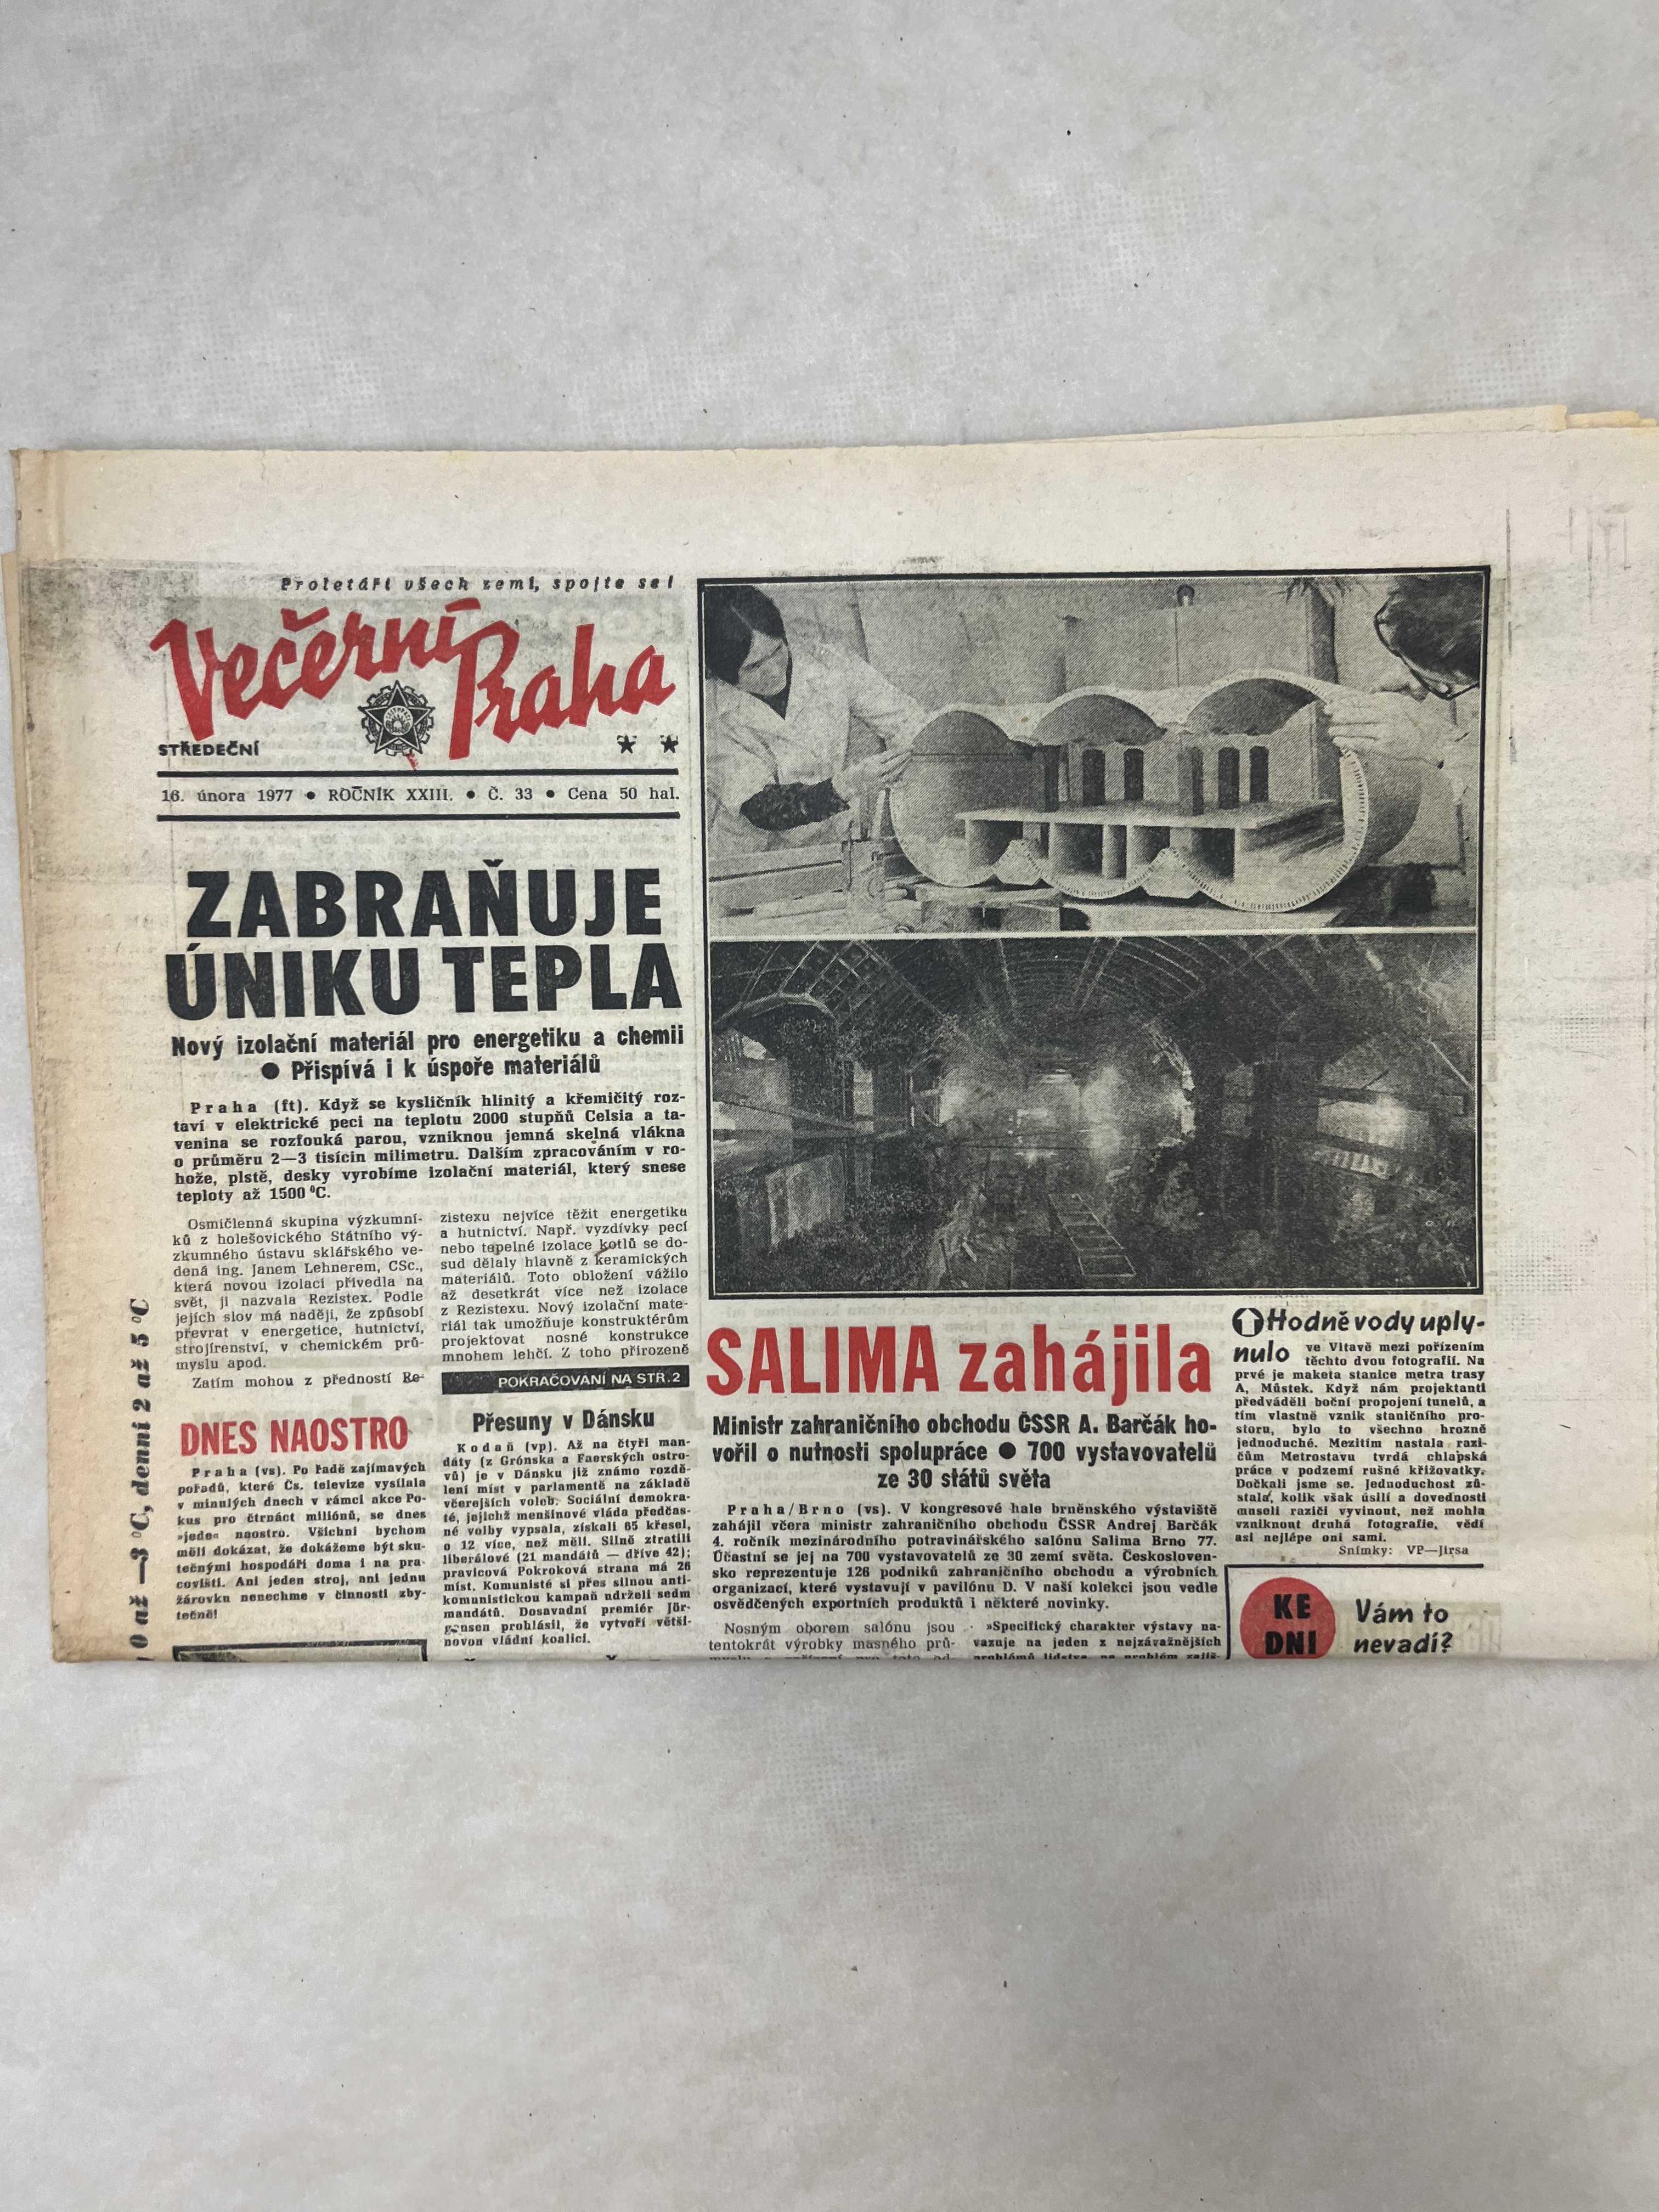 Proletáři všech zemí, spojte se!
Večerní Praha
STŘEDEČNÍ
16. února 1977 • ROČNÍK XXIII. • Č. 33 • Cena 50 hal.
ZABRAŇUJE
ÚNIKU TEPLA
Nový izolační materiál pro energetiku a chemii
● Přispívá i k úspoře materiálů
Praha (ft). Když se kysličník hlinitý a křemičitý roz-
taví v elektrické peci na teplotu 2000 stupňů Celsia a ta-
venina se rozfouká parou, vzniknou jemná skelná vlákna
o průměru 2—3 tisícin milimetru. Dalším zpracováním v ro-
hože, plstě, desky vyrobíme izolační materiál, který snese
teploty až 1500 °C.
Osmičlenná skupina výzkumní-
ků z holešovického Státního vý-
zkumného ústavu sklářského ve-
dená ing. Janem Lehnerem, CSc.,
která novou izolaci přivedla na
svět, ji nazvala Rezistex. Podle
jejích slov má naději, že způsobí
převrat v energetice, hutnictví,
strojírenství, v chemickém prů-
myslu apod.
Zatím mohou z předností Re-
zistexu nejvíce těžit energetika
a hutnictví. Např. vyzdívky pecí
nebo tepelné izolace kotlů se do-
sud dělaly hlavně z keramických
materiálů. Toto obložení vážilo
až desetkrát více než izolace
z Rezistexu. Nový izolační mate-
riál tak umožňuje konstruktérům
projektovat nosné konstrukce
mnohem lehčí. Z toho přirozeně
POKRAČOVÁNÍ NA STR. 2
0 až —3 °C, denní 2 až 5 °C
DNES NAOSTRO
Praha (vs). Po řadě zajímavých
pořadů, které Čs. televize vysílala
v minulých dnech v rámci akce Po-
kus pro čtrnáct miliónů, se dnes
»jede« naostro. Všichni bychom
měli dokázat, že dokážeme být sku-
tečnými hospodáři doma i na pra-
covišti. Ani jeden stroj, ani jednu
žárovku nenechme v činnosti zby-
tečně!
Přesuny v Dánsku
Kodaň (vp). Až na čtyři man-
dáty (z Grónska a Faerských ostro-
vů) je v Dánsku již známo rozdě-
lení míst v parlamentě na základě
včerejších voleb. Sociální demokra-
té, jejichž menšinové vláda předčas-
né volby vypsala, získali 65 křesel,
o 12 více, než měli. Silně ztratili
liberálové (21 mandátů — dříve 42);
pravicová Pokroková strana má 26
míst. Komunisté si přes silnou anti-
komunistickou kampaň udrželi sedm
mandátů. Dosavadní premiér Jör-
gensen prohlásil, že vytvoří větši-
novou vládní koalici.
SALIMA zahájila
Ministr zahraničního obchodu ČSSR A. Barčák ho-
vořil o nutnosti spolupráce ● 700 vystavovatelů
ze 30 států světa
Praha/Brno (vs). V kongresové hale brněnského výstaviště
zahájil včera ministr zahraničního obchodu ČSSR Andrej Barčák
4. ročník mezinárodního potravinářského salónu Salima Brno 77.
Účastní se jej na 700 vystavovatelů ze 30 zemí světa. Českosloven-
sko reprezentuje 126 podniků zahraničního obchodu a výrobních
organizací, které vystavují v pavilónu D. V naší kolekci jsou vedle
osvědčených exportních produktů i některé novinky.
Nosným oborem salónu jsou
tentokrát výrobky masného prů-
»Specifický charakter výstavy na-
vazuje na jeden z nejzávažnějších
problémů lidstva, na problém zajiš-
Hodně vody uply-
nulo ve Vltavě mezi pořízením
těchto dvou fotografií. Na
prvé je maketa stanice metra trasy
A, Můstek. Když nám projektanti
předváděli boční propojení tunelů, a
tím vlastně vznik staničního pro-
storu, bylo to všechno hrozně
jednoduché. Mezitím nastala razi-
čům Metrostavu tvrdá chlapská
práce v podzemí rušné křižovatky.
Dočkali jsme se. Jednoduchost zů-
stala, kolik však úsilí a dovednosti
museli raziči vyvinout, než mohla
vzniknout druhá fotografie, vědí
asi nejlépe oni sami.
Snímky: VP—Jirsa
KE
DNI
Vám to
nevadí?